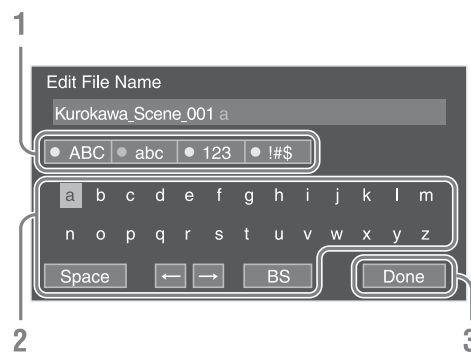 1
Edit File Name
Kurokawa_Scene_001 a
ABC abc 123 !#$
a b c d e f g h i j k l m
n o p q r s t u v w x y z
Space ← → BS Done
2 3